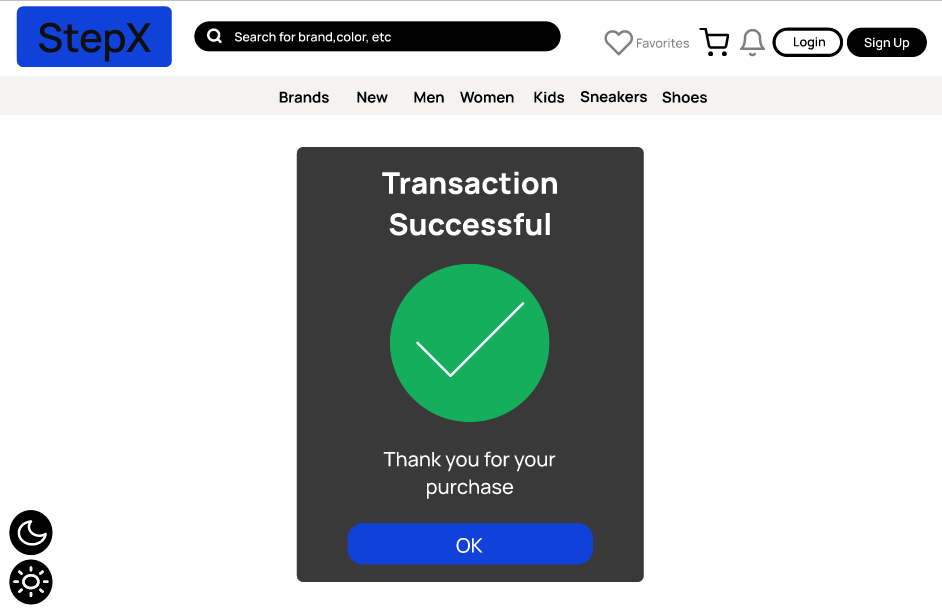 StepX
Search for brand,color, etc
Favorites
Login
Sign Up
Brands New Men Women Kids Sneakers Shoes
Transaction
Successful
Thank you for your
purchase
OK